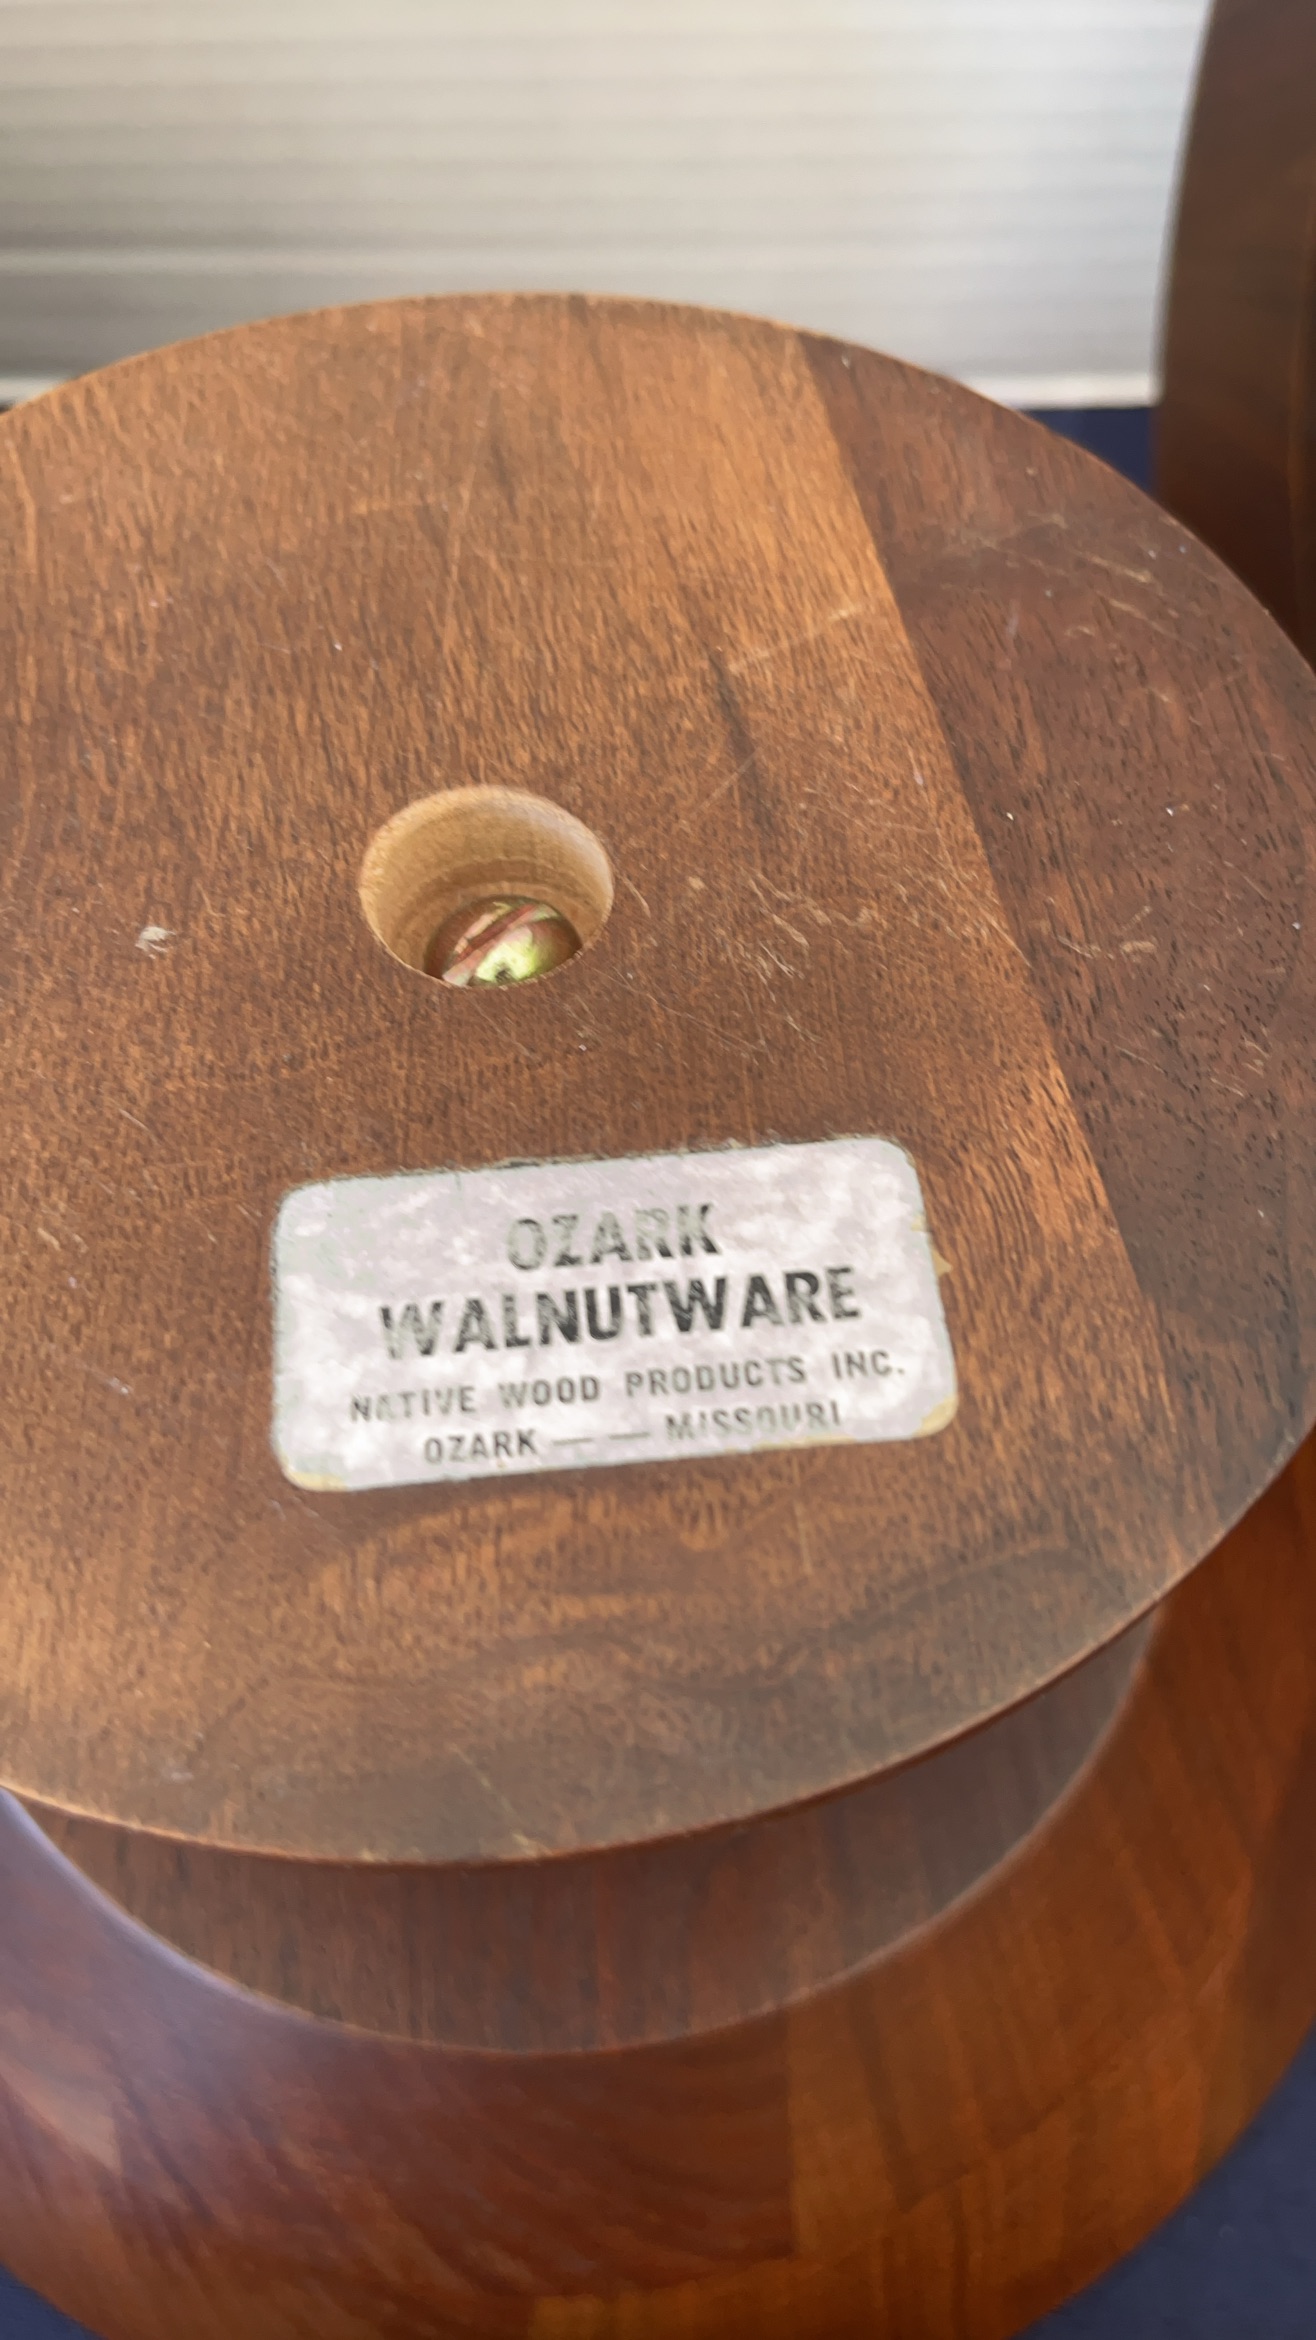 OZARK
WALNUTWARE
NATIVE WOOD PRODUCTS INC.
OZARK — — MISSOURI